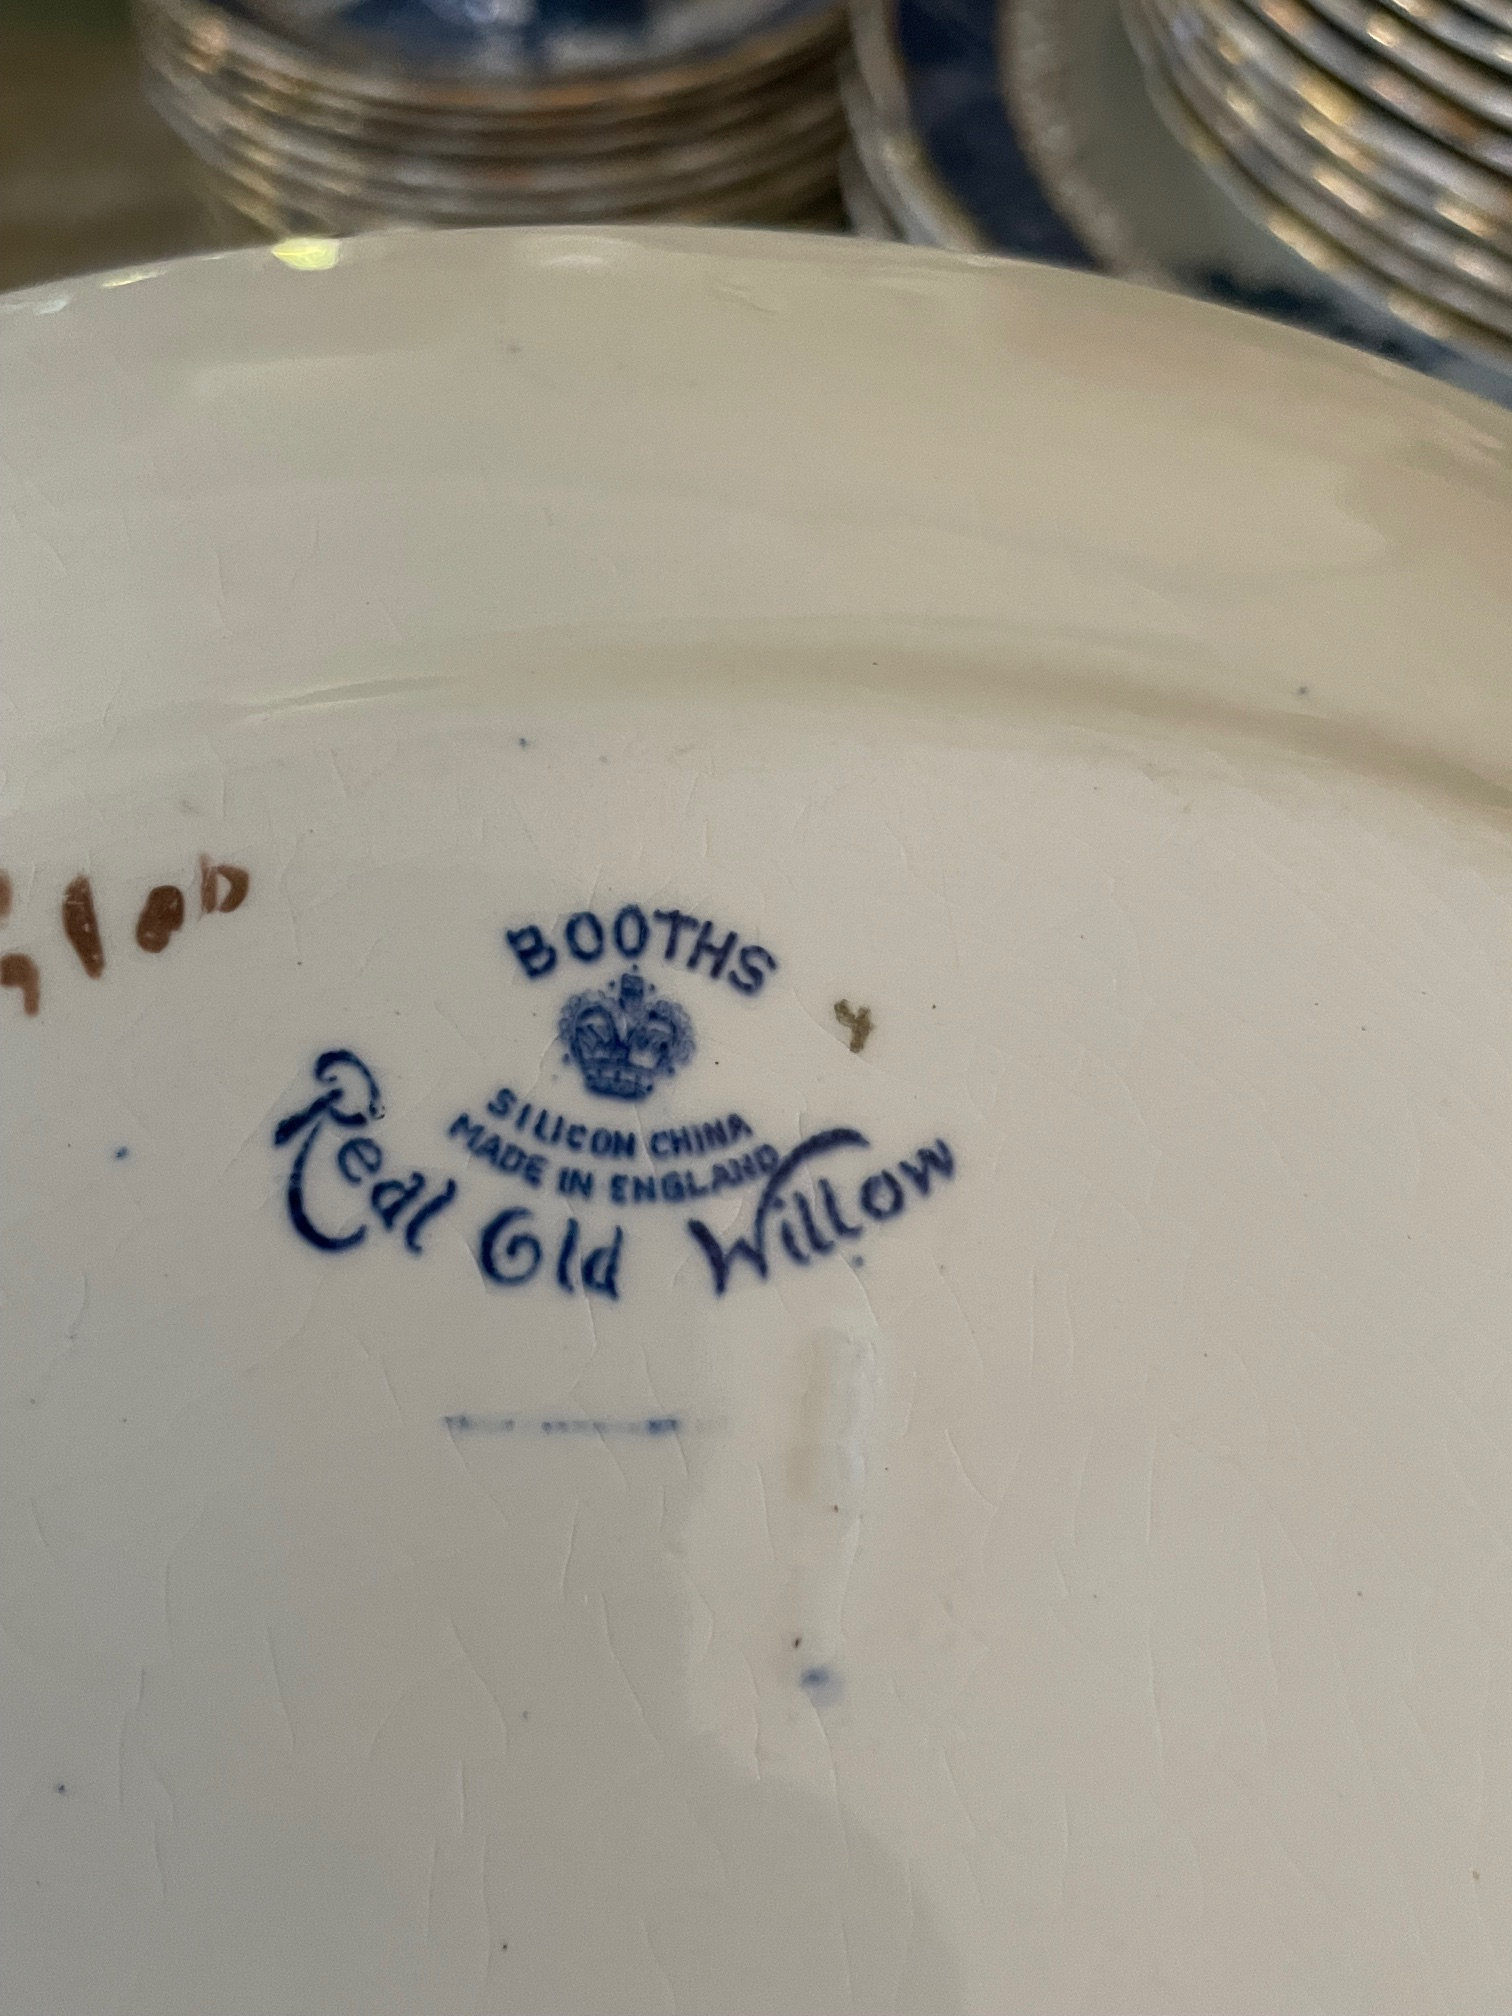 BOOTHS
SILICON CHINA
MADE IN ENGLAND
Real Old Willow